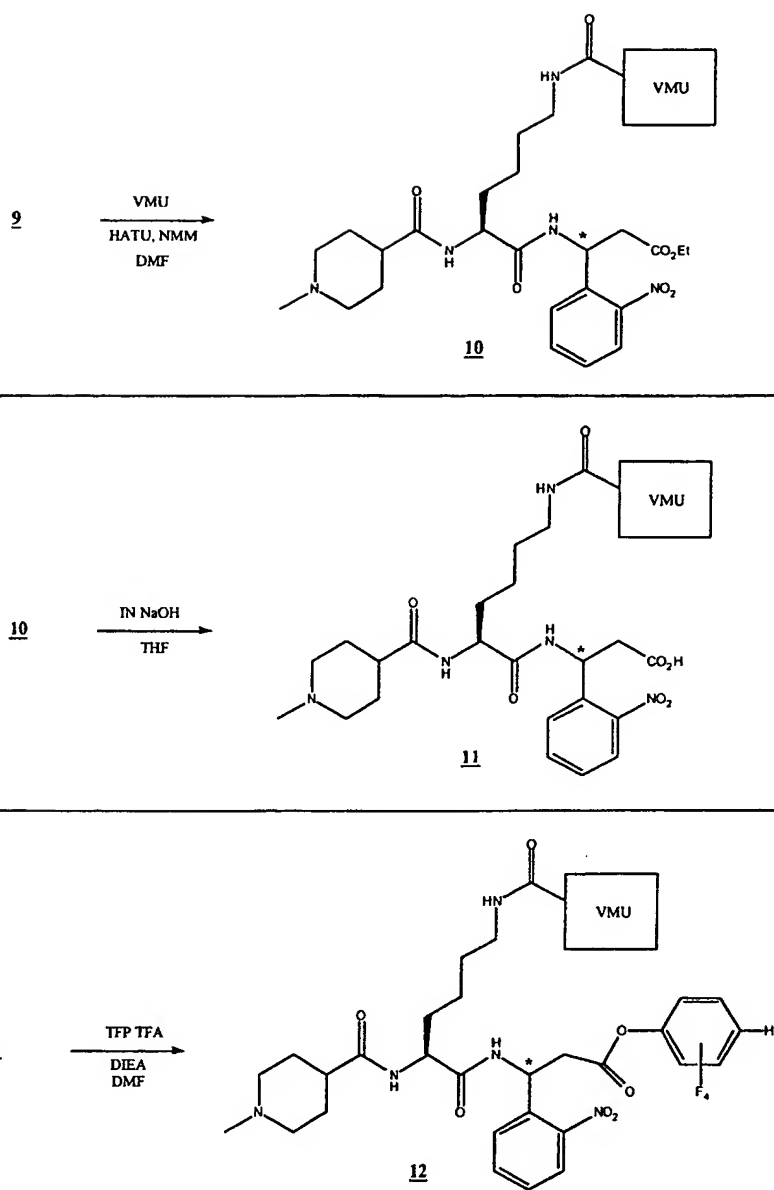 O
HN
VMU
9
VMU
HATU, NMM
DMF
O
N
H
H
N
*
O
CO₂Et
NO₂
N
10
O
HN
VMU
10
IN NaOH
THF
O
N
H
H
N
*
O
CO₂H
NO₂
N
11
O
HN
VMU
TFP TFA
DIEA
DMF
O
N
H
H
N
*
O
O
O
H
F₄
NO₂
N
12